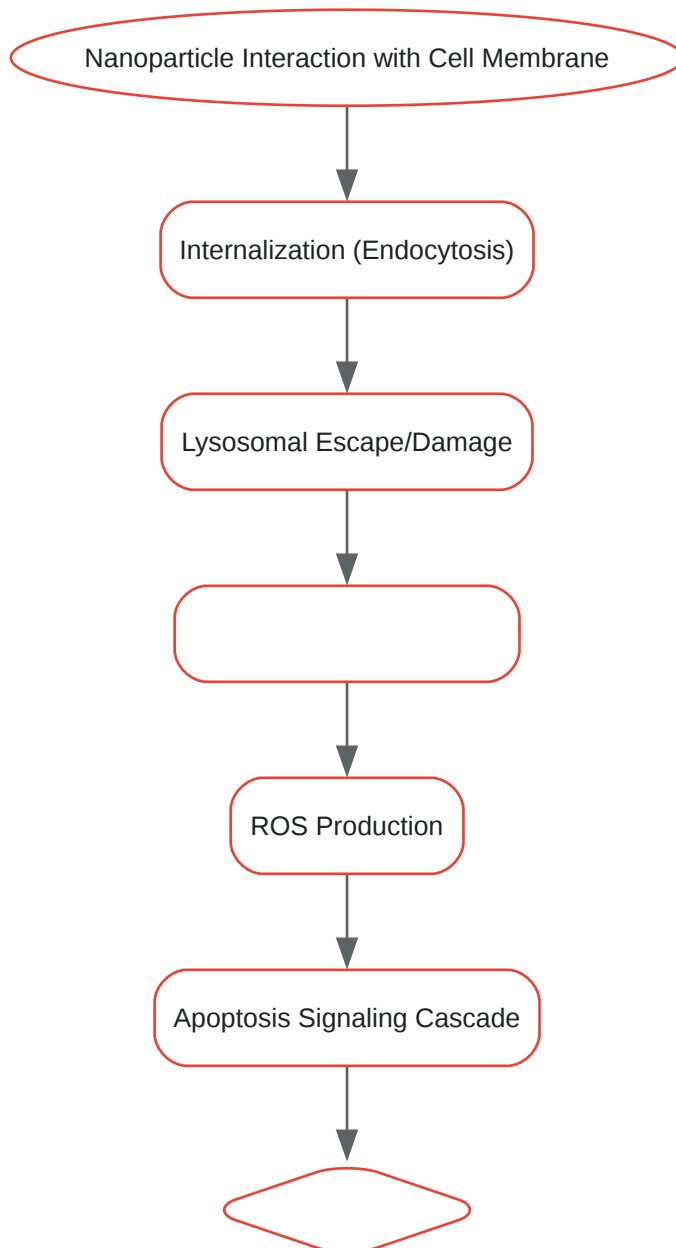 Nanoparticle Interaction with Cell Membrane
Internalization (Endocytosis)
Lysosomal Escape/Damage
ROS Production
Apoptosis Signaling Cascade